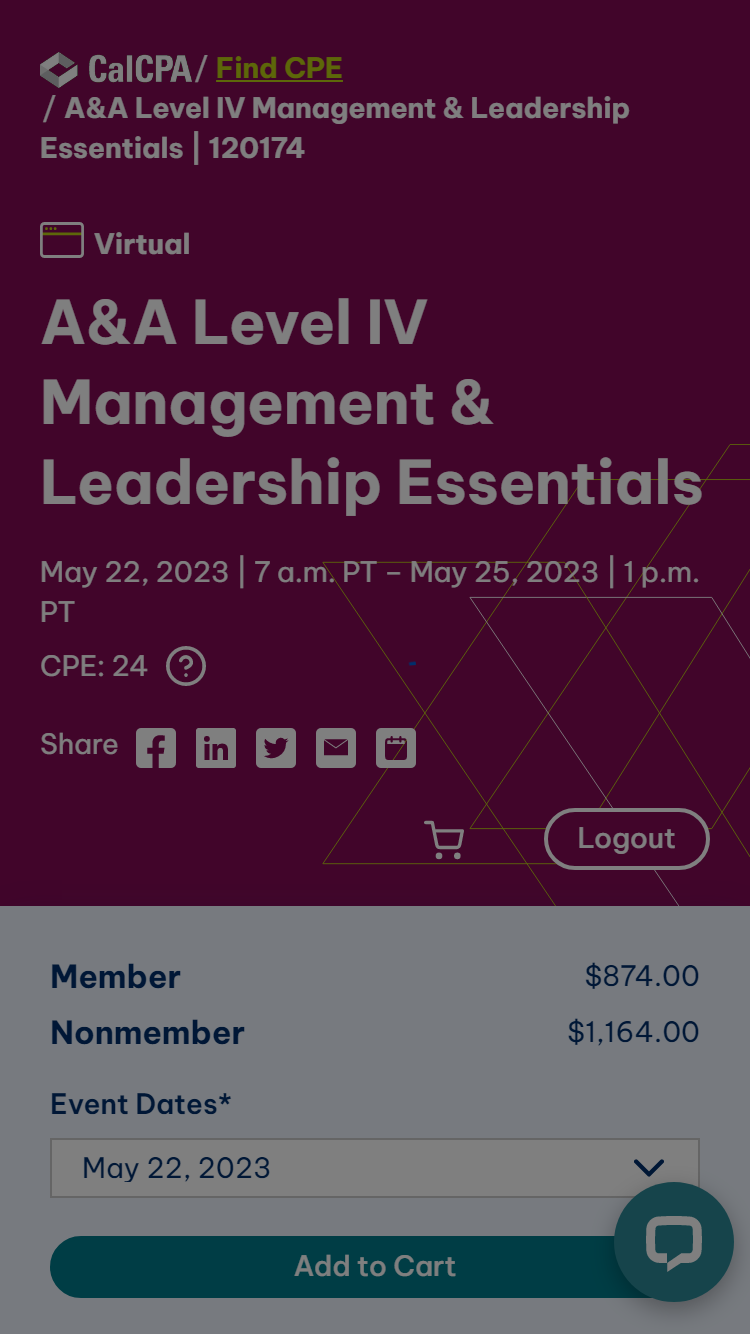 CalCPA / Find CPE
/ A&A Level IV Management & Leadership
Essentials | 120174
Virtual
A&A Level IV
Management &
Leadership Essentials
May 22, 2023 | 7 a.m. PT – May 25, 2023 | 1 p.m.
PT
CPE: 24 ?
Share
Logout
Member $874.00
Nonmember $1,164.00
Event Dates*
May 22, 2023
Add to Cart